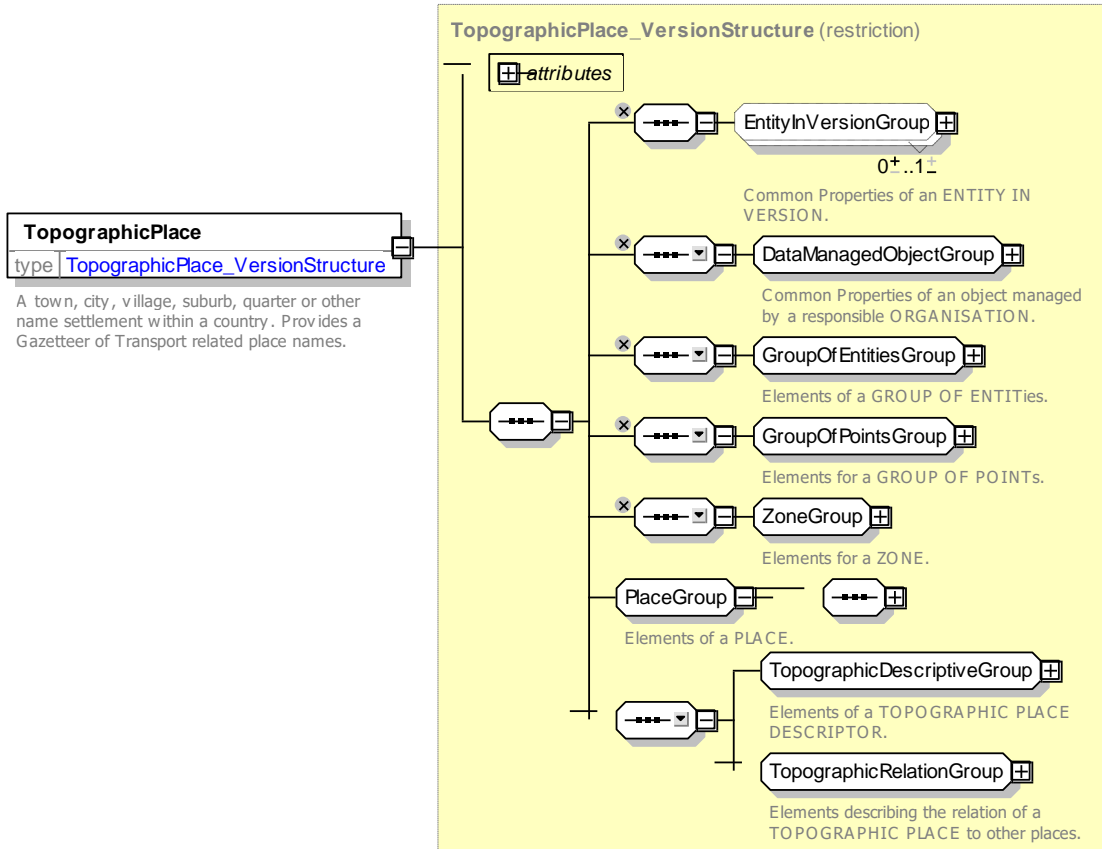 TopographicPlace_VersionStructure (restriction)
attributes
EntityInVersionGroup
0..1
Common Properties of an ENTITY IN
VERSION.
TopographicPlace
type TopographicPlace_VersionStructure
A town, city, village, suburb, quarter or other
name settlement within a country. Provides a
Gazetteer of Transport related place names.
DataManagedObjectGroup
Common Properties of an object managed
by a responsible ORGANISATION.
GroupOfEntitiesGroup
Elements of a GROUP OF ENTITies.
GroupOfPointsGroup
Elements for a GROUP OF POINTs.
ZoneGroup
Elements for a ZONE.
PlaceGroup
Elements of a PLACE.
TopographicDescriptiveGroup
Elements of a TOPOGRAPHIC PLACE
DESCRIPTOR.
TopographicRelationGroup
Elements describing the relation of a
TOPOGRAPHIC PLACE to other places.